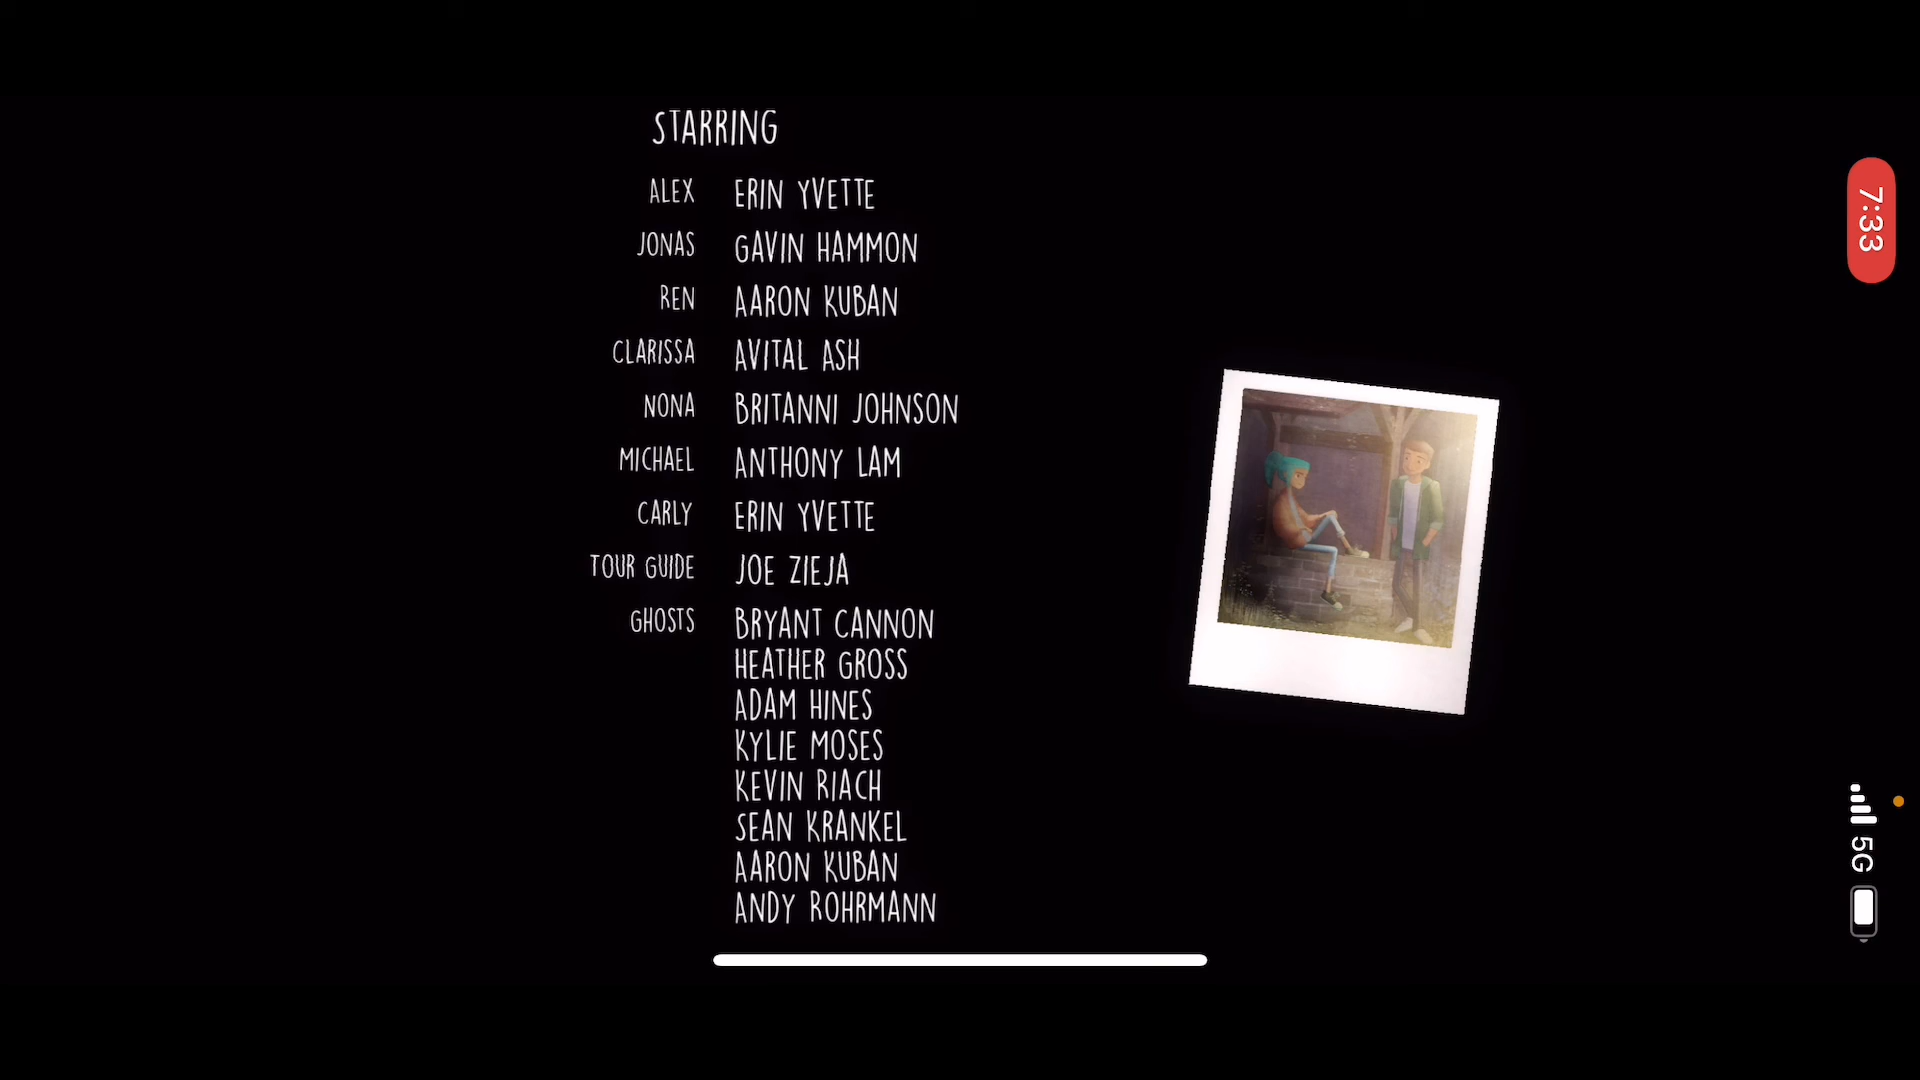 STARRING
ALEX ERIN YVETTE
JONAS GAVIN HAMMON
REN AARON KUBAN
CLARISSA AVITAL ASH
NONA BRITANNI JOHNSON
MICHAEL ANTHONY LAM
CARLY ERIN YVETTE
TOUR GUIDE JOE ZIEJA
GHOSTS BRYANT CANNON
HEATHER GROSS
ADAM HINES
KYLIE MOSES
KEVIN RIACH
SEAN KRANKEL
AARON KUBAN
ANDY ROHRMANN
7:33
5G